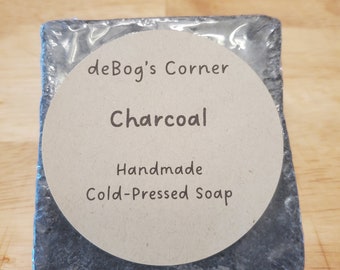 deBog's Corner
Charcoal
Handmade
Cold-Pressed Soap